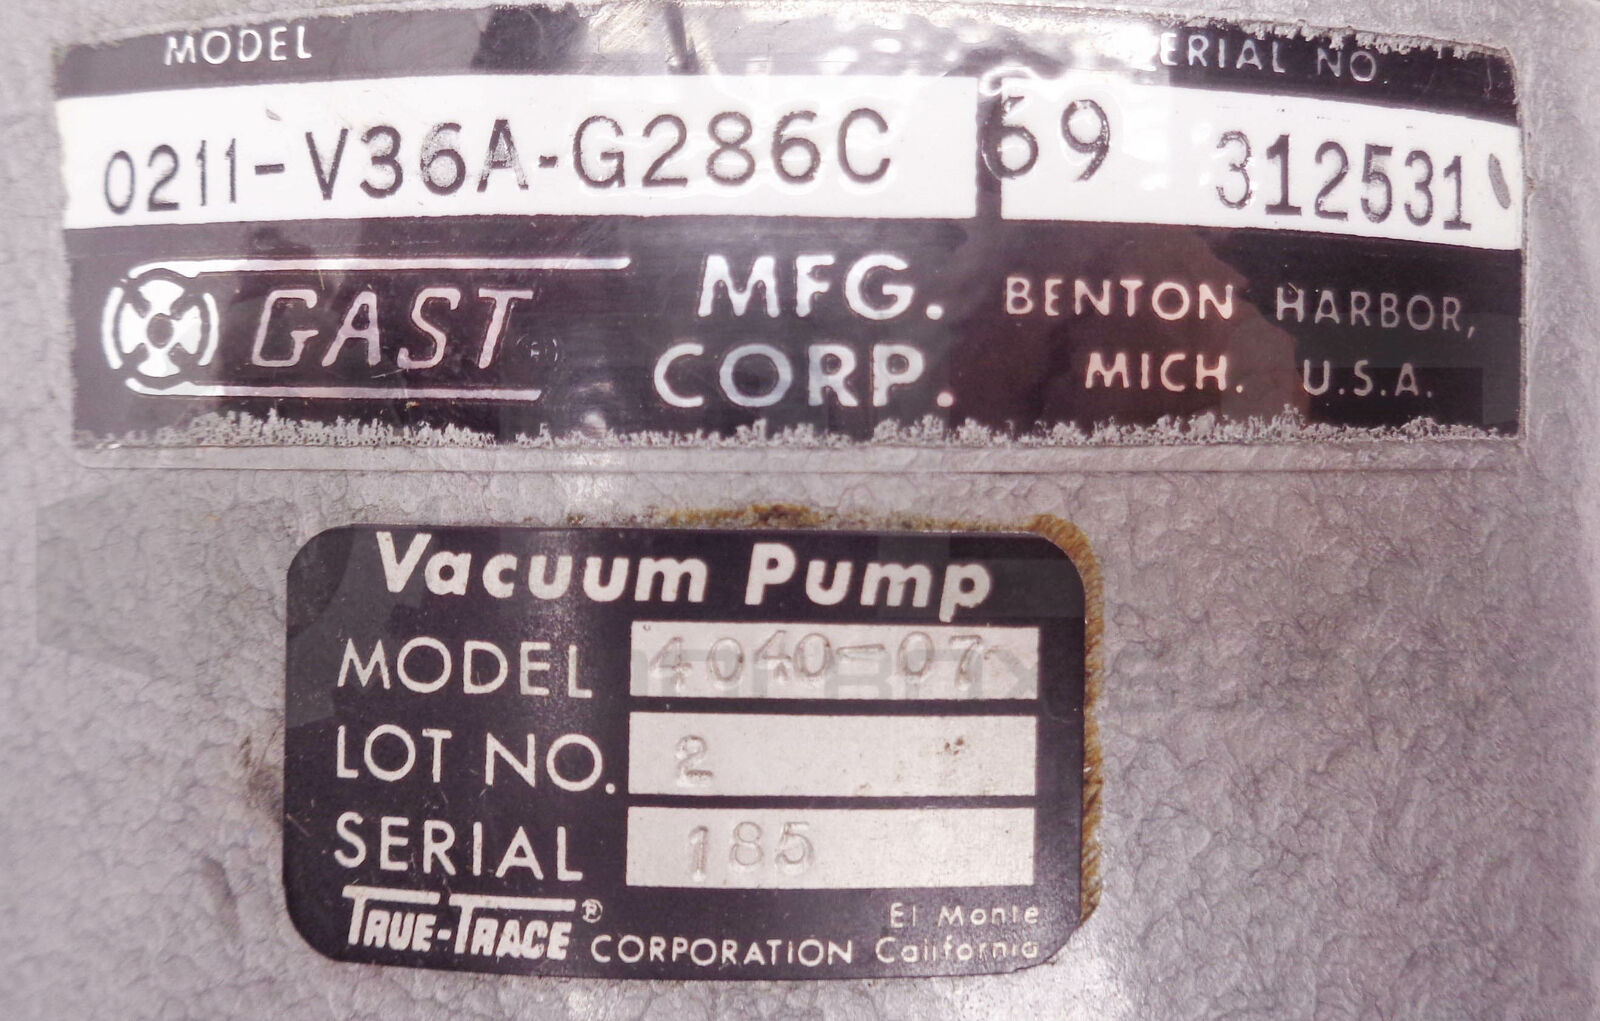 MODEL SERIAL NO
0211-V36A-G286C 69 312531
GAST MFG. CORP. BENTON HARBOR, MICH. U.S.A.
Vacuum Pump
MODEL 4040-07
LOT NO. 2
SERIAL 185
TRUE-TRACE® CORPORATION El Monte California